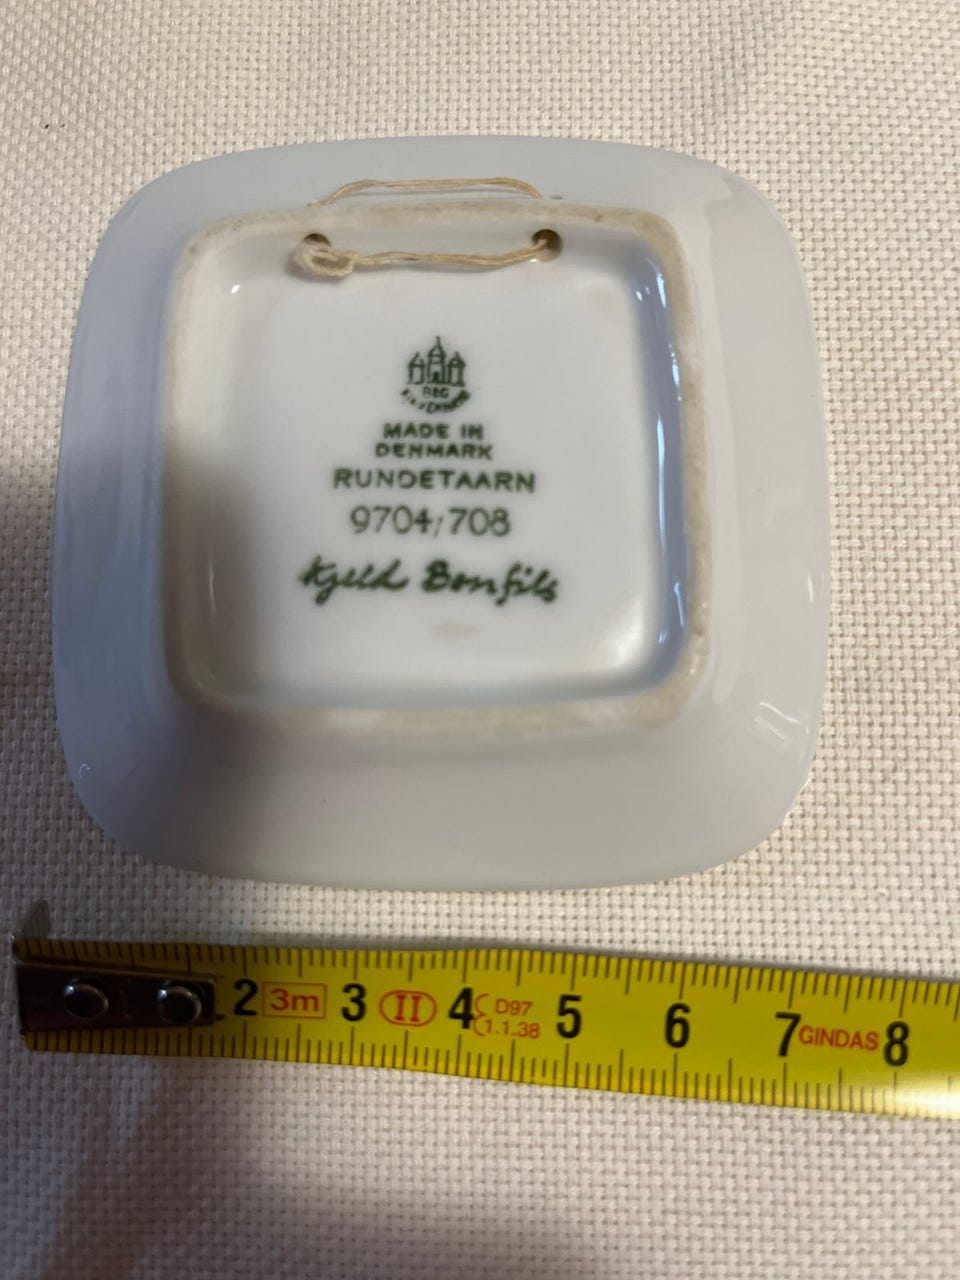 B&G
KJØBENHAVN
MADE IN
DENMARK
RUNDETAARN
9704/708
Kjeld Bonfils
2 3m 3 II 4 D97 5 6 7 GINDAS 8
1.1.38